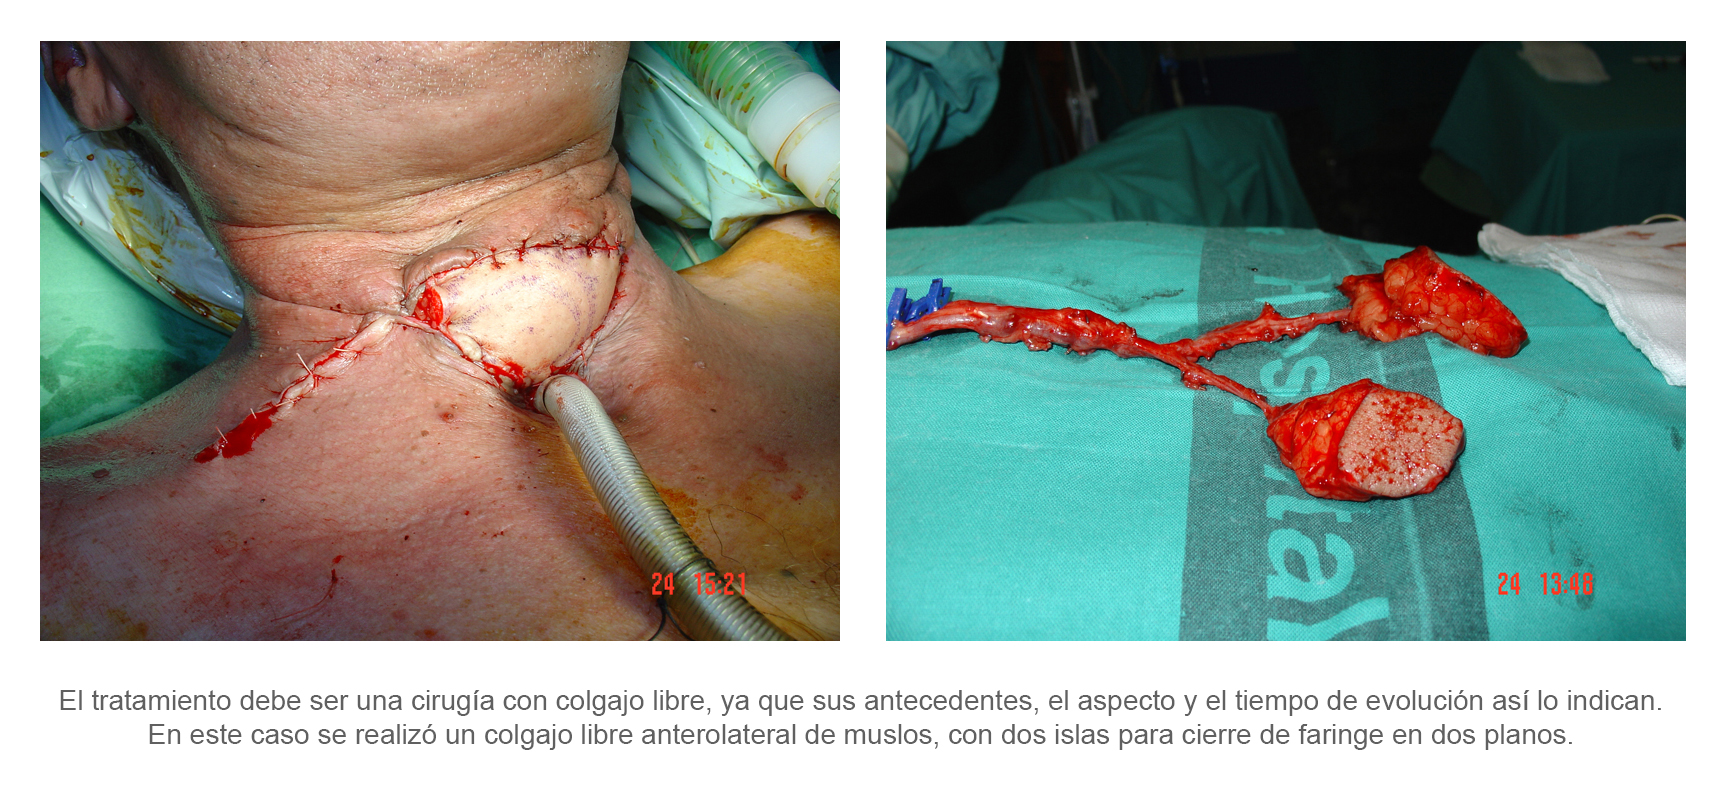 24 15:21
24 13:48
Hospital
El tratamiento debe ser una cirugía con colgajo libre, ya que sus antecedentes, el aspecto y el tiempo de evolución así lo indican.
En este caso se realizó un colgajo libre anterolateral de muslos, con dos islas para cierre de faringe en dos planos.